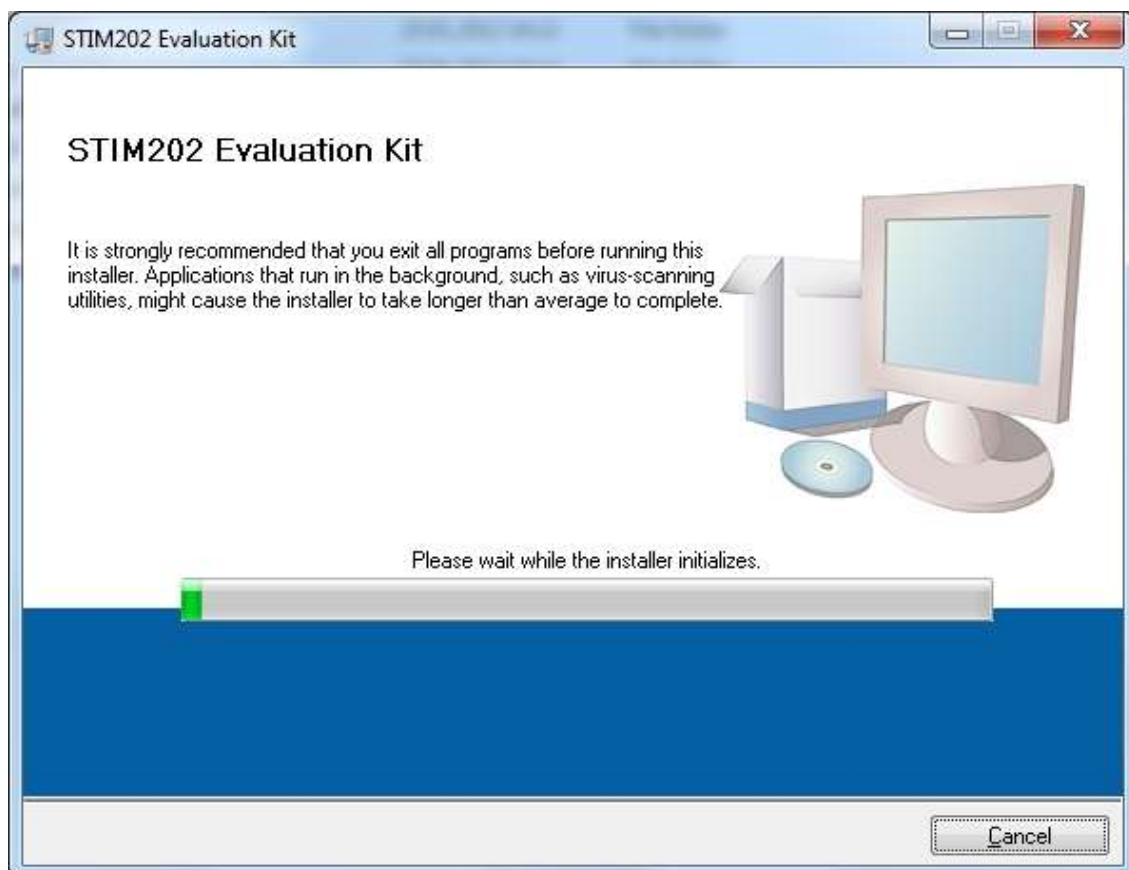 STIM202 Evaluation Kit
STIM202 Evaluation Kit
It is strongly recommended that you exit all programs before running this
installer. Applications that run in the background, such as virus-scanning
utilities, might cause the installer to take longer than average to complete.
Please wait while the installer initializes.
Cancel